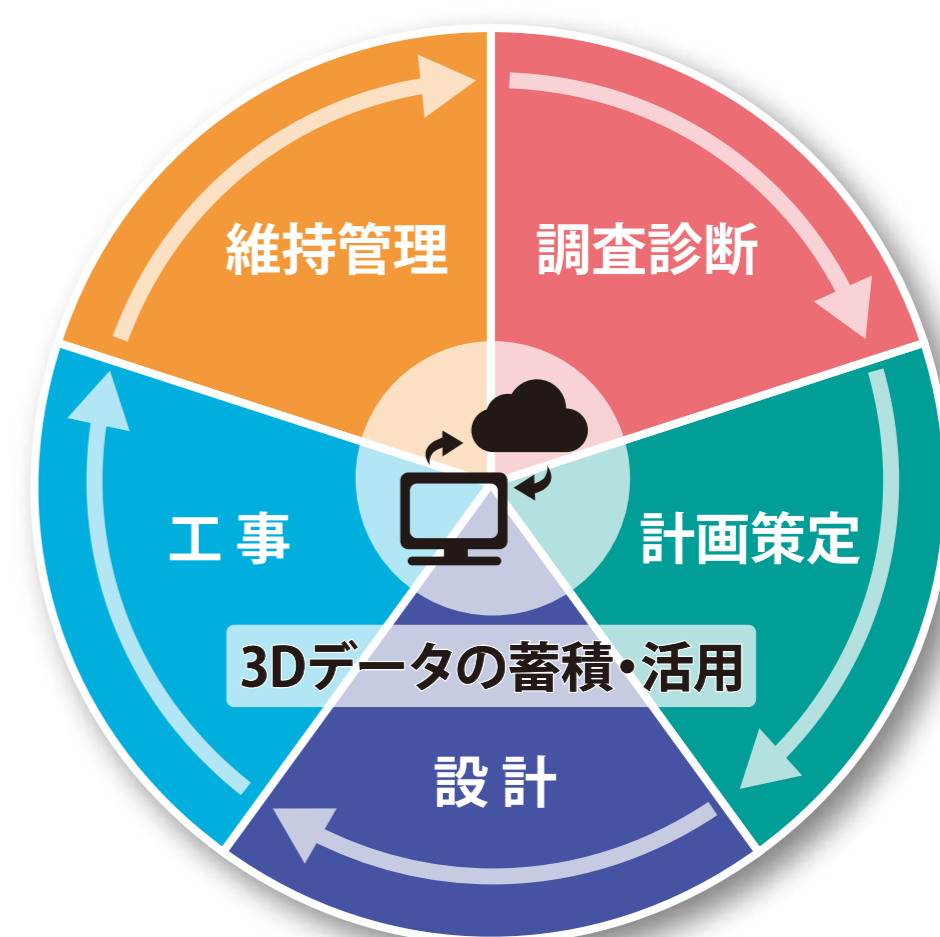 維持管理
調査診断
工事
計画策定
3Dデータの蓄積・活用
設計